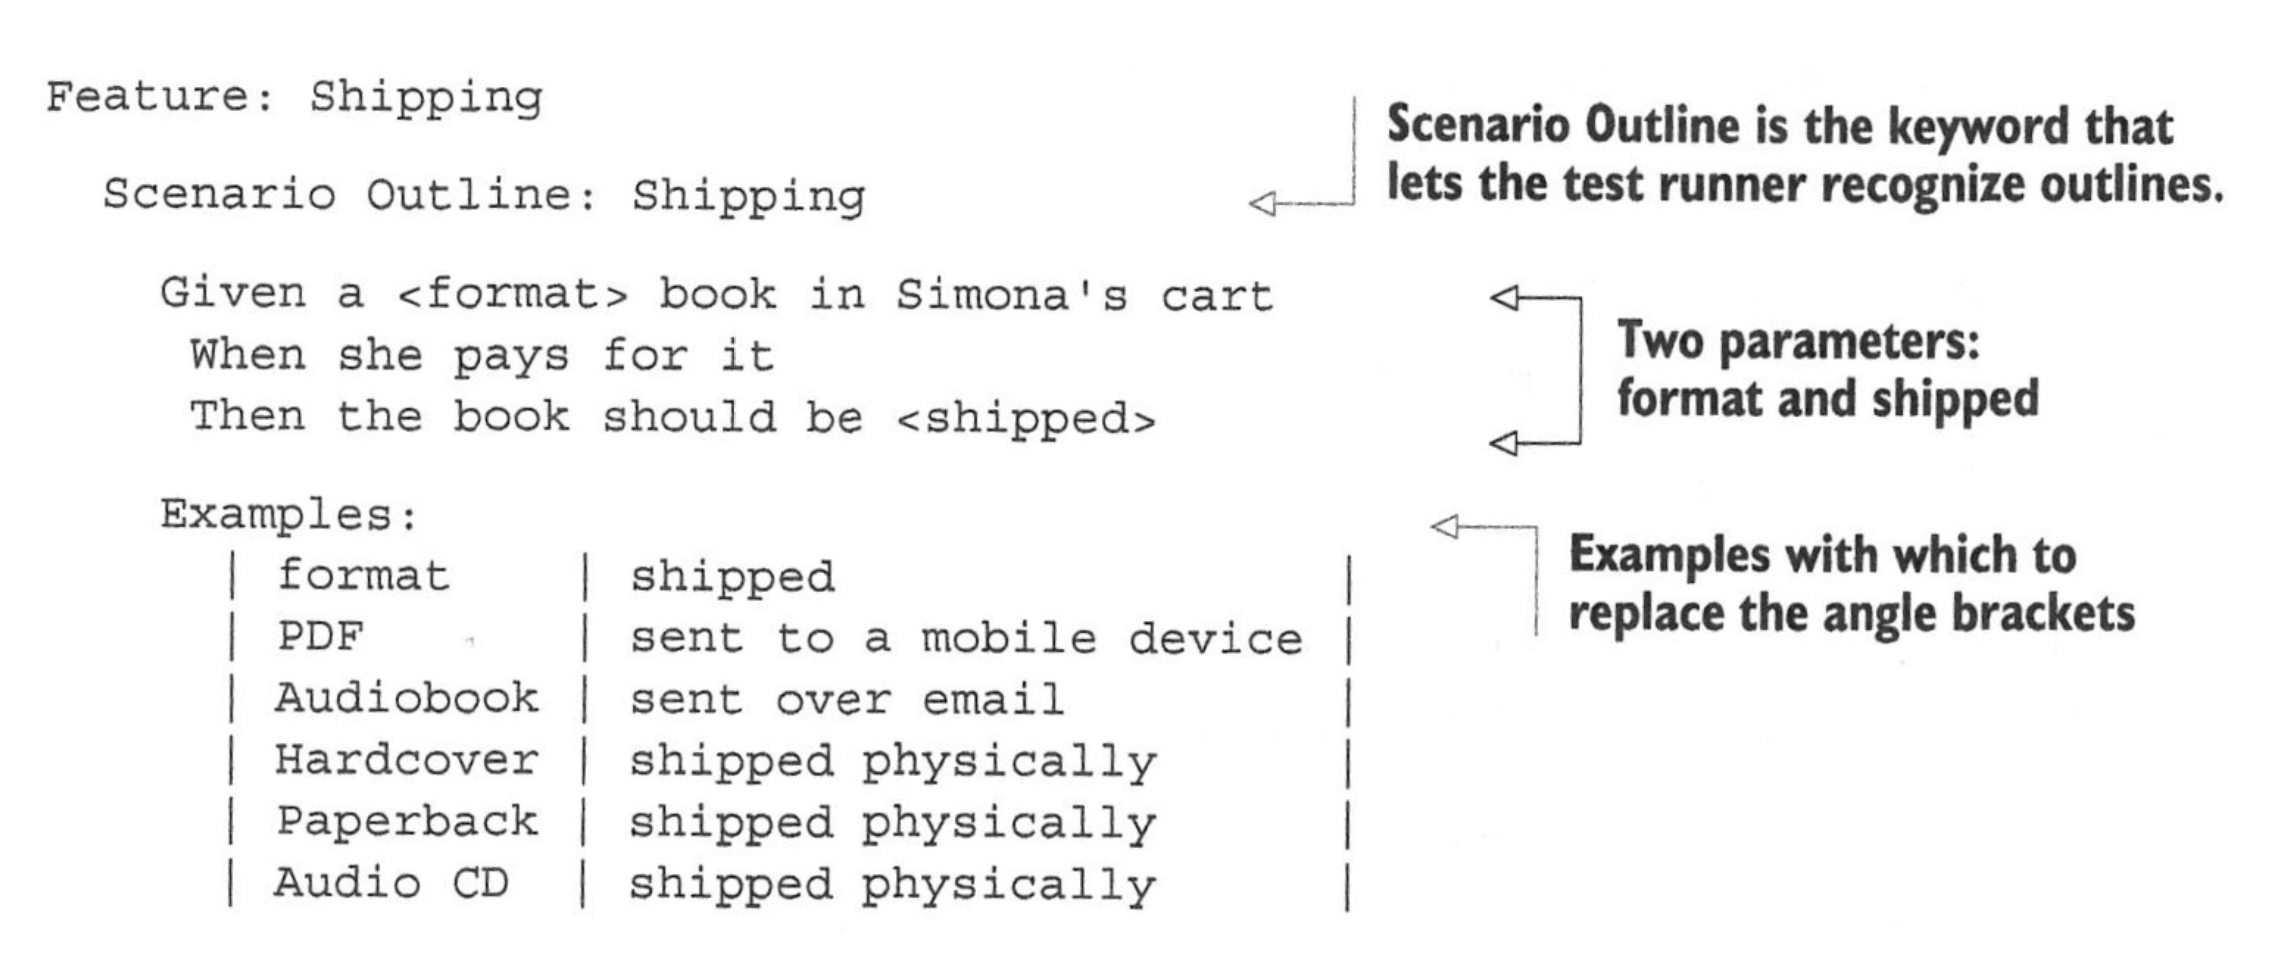 Feature: Shipping
Scenario Outline: Shipping
Scenario Outline is the keyword that
lets the test runner recognize outlines.
Given a <format> book in Simona's cart
When she pays for it
Then the book should be <shipped>
Two parameters:
format and shipped
Examples:
| format | shipped |
| PDF | sent to a mobile device |
| Audiobook | sent over email |
| Hardcover | shipped physically |
| Paperback | shipped physically |
| Audio CD | shipped physically |
Examples with which to
replace the angle brackets